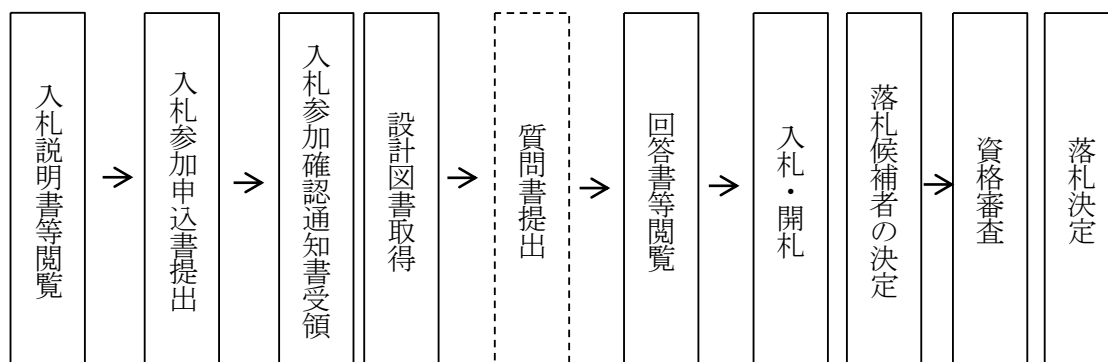 入札説明書等閲覧
入札参加申込書提出
入札参加確認通知書受領
設計図書取得
質問書提出
回答書等閲覧
入札・開札
落札候補者の決定
資格審査
落札決定